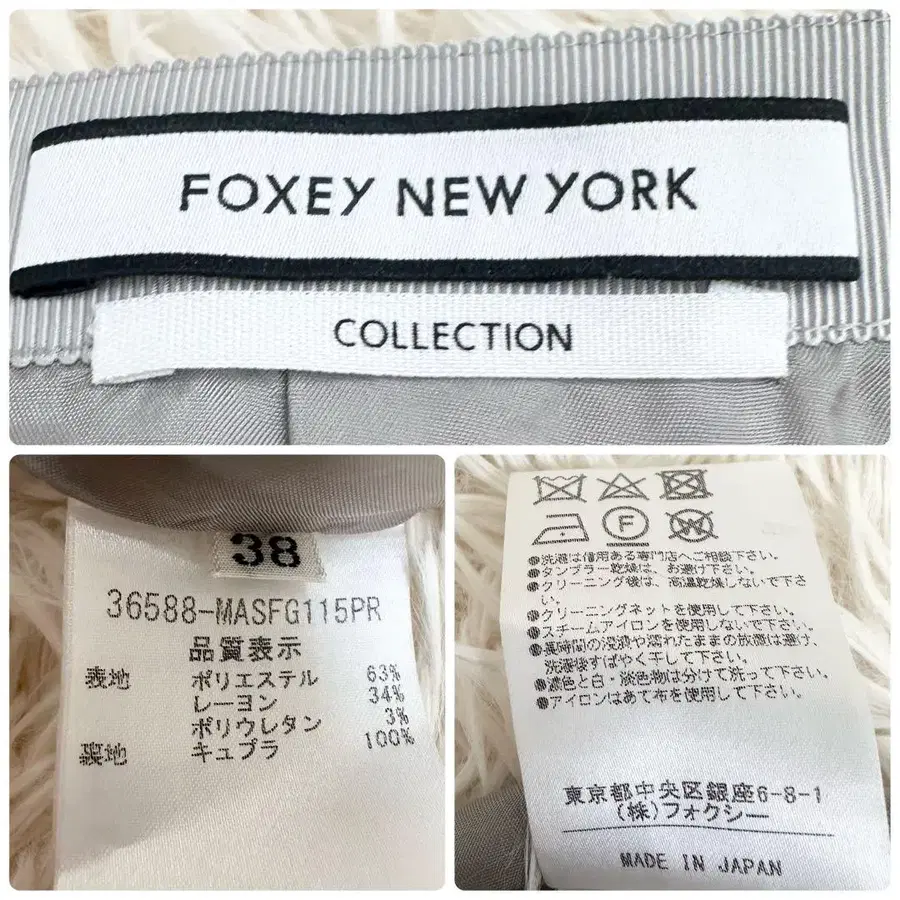 FOXEY NEW YORK
COLLECTION
38
36588-MASFG115PR
品質表示
表地 ポリエステル 63%
レーヨン 34%
ポリウレタン 3%
裏地 キュプラ 100%
F
W
●洗濯は信用ある専門店へご相談下さい。
●タンブラー乾燥は、お避け下さい。
●クリーニング後は、高温乾燥しないで下さい。
●クリーニングネットを使用して下さい。
●スチームアイロンを使用しないで下さい。
●長時間の浸漬や濡れたままの放置は避け、
洗濯後すばやく干して下さい。
●濃色と白・淡色物は分けて洗って下さい。
●アイロンはあて布を使用して下さい。
東京都中央区銀座6-8-1
(株)フォクシー
MADE IN JAPAN